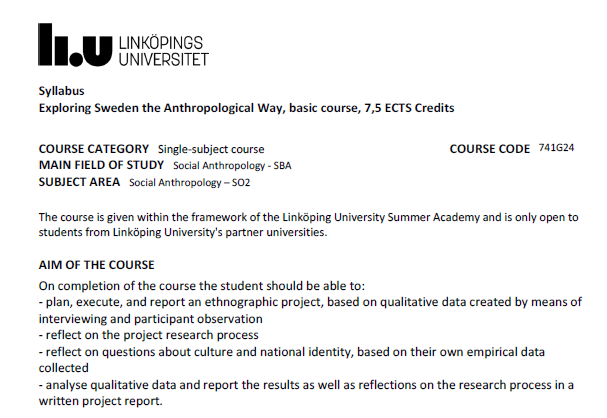 LINKÖPINGS
UNIVERSITET
Syllabus
Exploring Sweden the Anthropological Way, basic course, 7,5 ECTS Credits
COURSE CATEGORY Single-subject course COURSE CODE 741G24
MAIN FIELD OF STUDY Social Anthropology - SBA
SUBJECT AREA Social Anthropology – SO2
The course is given within the framework of the Linköping University Summer Academy and is only open to
students from Linköping University's partner universities.
AIM OF THE COURSE
On completion of the course the student should be able to:
- plan, execute, and report an ethnographic project, based on qualitative data created by means of
interviewing and participant observation
- reflect on the project research process
- reflect on questions about culture and national identity, based on their own empirical data
collected
- analyse qualitative data and report the results as well as reflections on the research process in a
written project report.